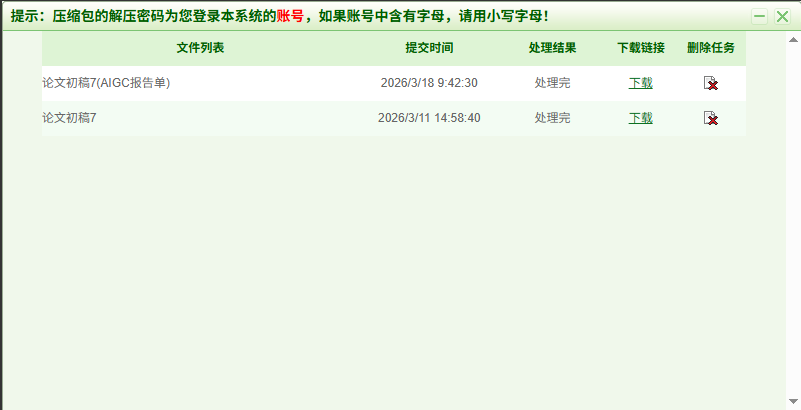 提示：压缩包的解压密码为您登录本系统的账号，如果账号中含有字母，请用小写字母！
文件列表 提交时间 处理结果 下载链接 删除任务
论文初稿7(AIGC报告单) 2026/3/18 9:42:30 处理完 下载
论文初稿7 2026/3/11 14:58:40 处理完 下载